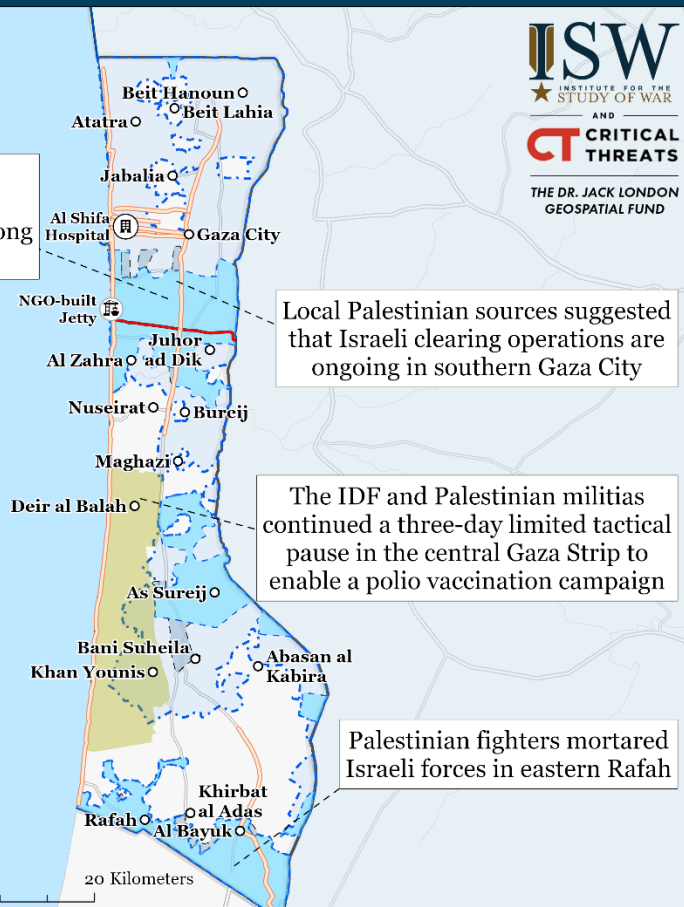 ISW
INSTITUTE FOR THE
STUDY OF WAR
AND
CT CRITICAL
THREATS
THE DR. JACK LONDON
GEOSPATIAL FUND
Beit Hanoun
Beit Lahia
Atatra
Jabalia
Al Shifa
Hospital
Gaza City
ong
NGO-built
Jetty
Local Palestinian sources suggested
that Israeli clearing operations are
ongoing in southern Gaza City
Juhor
ad Dik
Al Zahra
Nuseirat
Bureij
Maghazi
Deir al Balah
The IDF and Palestinian militias
continued a three-day limited tactical
pause in the central Gaza Strip to
enable a polio vaccination campaign
As Sureij
Bani Suheila
Khan Younis
Abasan al
Kabira
Palestinian fighters mortared
Israeli forces in eastern Rafah
Khirbat
al Adas
Rafah
Al Bayuk
20 Kilometers